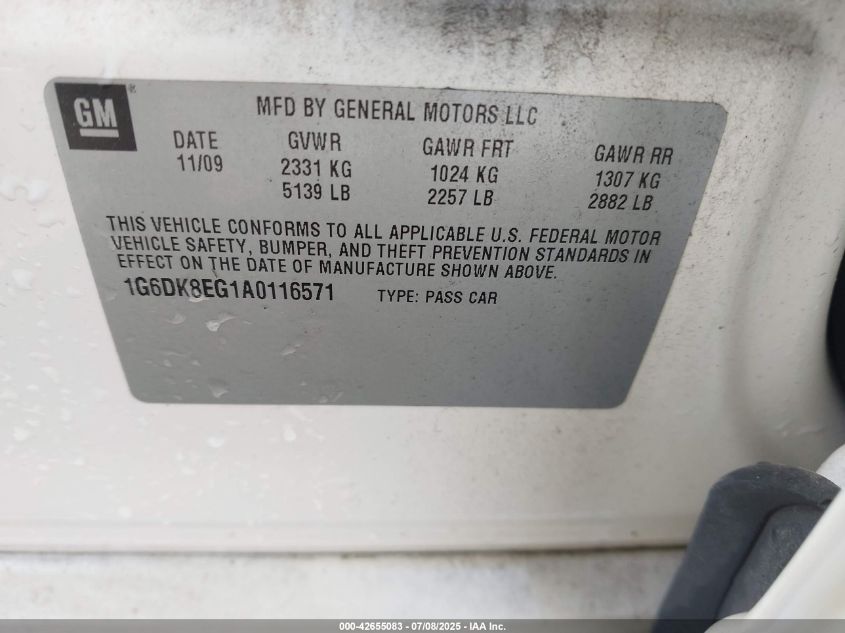 GM ®
MFD BY GENERAL MOTORS LLC
DATE GVWR GAWR FRT GAWR RR
11/09 2331 KG 1024 KG 1307 KG
5139 LB 2257 LB 2882 LB
THIS VEHICLE CONFORMS TO ALL APPLICABLE U.S. FEDERAL MOTOR
VEHICLE SAFETY, BUMPER, AND THEFT PREVENTION STANDARDS IN
EFFECT ON THE DATE OF MANUFACTURE SHOWN ABOVE.
1G6DK8EG1A0116571 TYPE: PASS CAR
000-42655083 - 07/08/2025 - IAA Inc.